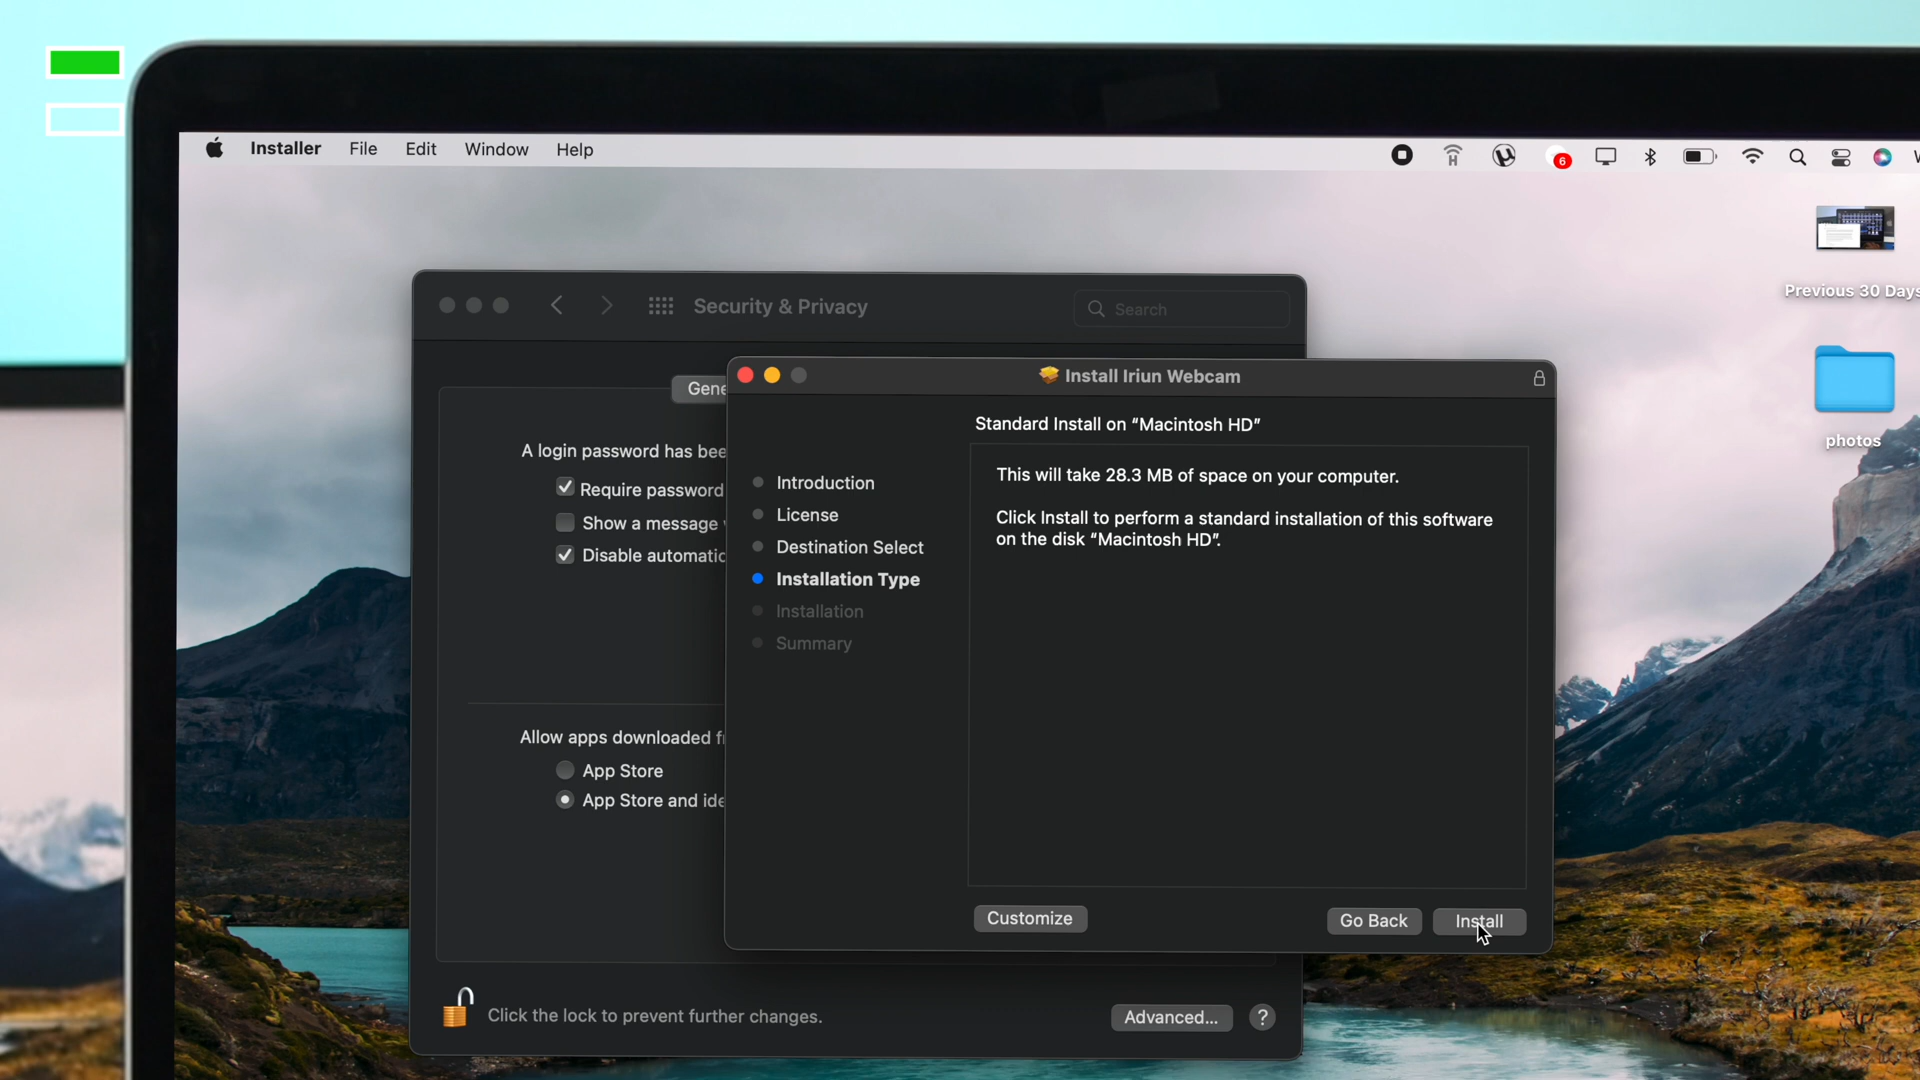 Installer File Edit Window Help
6
Previous 30 Days
photos
Security & Privacy
Search
Gene
A login password has bee
Require password
Show a message
Disable automatic
Allow apps downloaded f
App Store
App Store and ide
Click the lock to prevent further changes.
Advanced...
?
Install Iriun Webcam
Standard Install on “Macintosh HD”
Introduction
License
Destination Select
Installation Type
Installation
Summary
This will take 28.3 MB of space on your computer.
Click Install to perform a standard installation of this software
on the disk “Macintosh HD”.
Customize
Go Back
Install